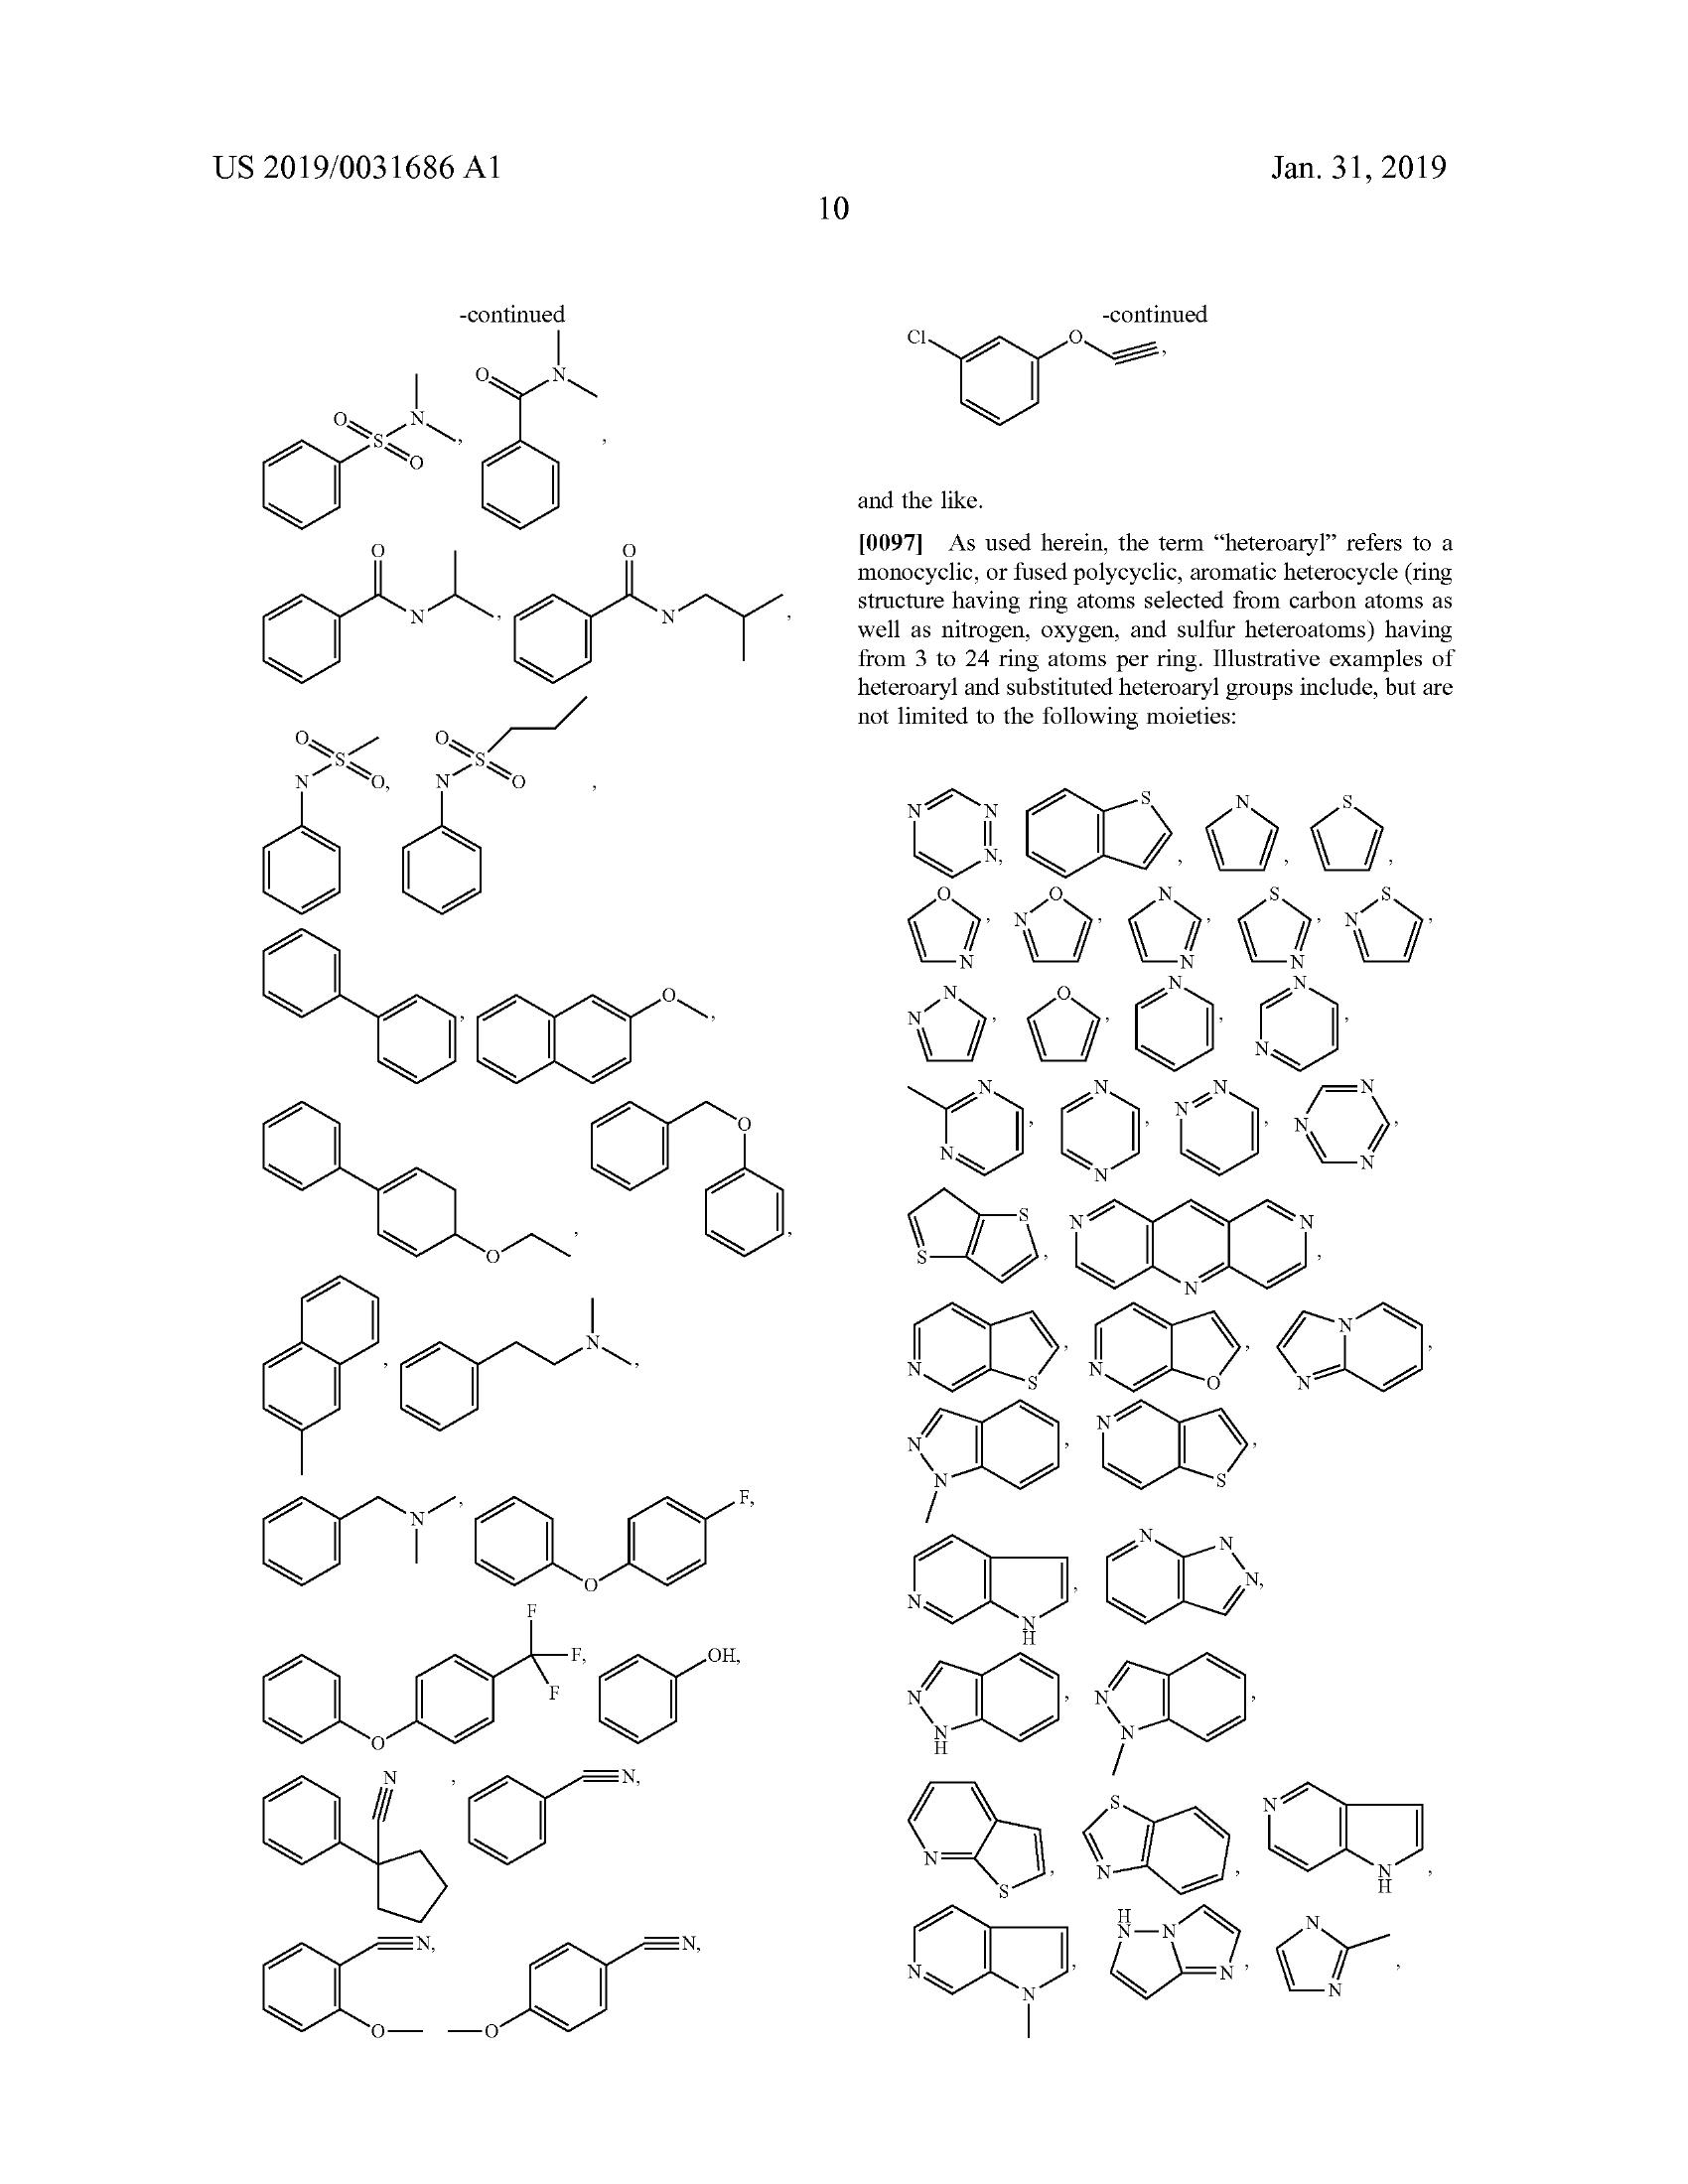 US 2019/0031686 A1
Jan. 31, 2019
10
-continued
N
O
S
N
O
,
O
N
,
O
N
,
O
N
,
O
S
O,
N
O
S
O
N
,
,
O
,
O
,
O
,
,
N
,
N
,
F,
O
F
F,
F
O
OH,
N
,
N,
N,
O
O
N,
-continued
Cl
O
,
and the like.
[0097] As used herein, the term “heteroaryl” refers to a
monocyclic, or fused polycyclic, aromatic heterocycle (ring
structure having ring atoms selected from carbon atoms as
well as nitrogen, oxygen, and sulfur heteroatoms) having
from 3 to 24 ring atoms per ring. Illustrative examples of
heteroaryl and substituted heteroaryl groups include, but are
not limited to the following moieties:
N
N
N,
S
,
N
,
S
,
O
N
,
N
O
,
N
N
,
S
N
,
N
S
,
N
N
,
O
,
N
,
N
N
,
N
N
,
N
N
,
N
N
,
N
N
N
,
S
S
,
N
N
N
,
N
S
,
N
O
,
N
N
,
N
N
,
N
S
,
N
N
H
,
N
N
N,
N
N
H
,
N
N
,
N
S
,
S
N
,
N
N
H
,
N
N
,
H
N
N
N
,
N
N
,